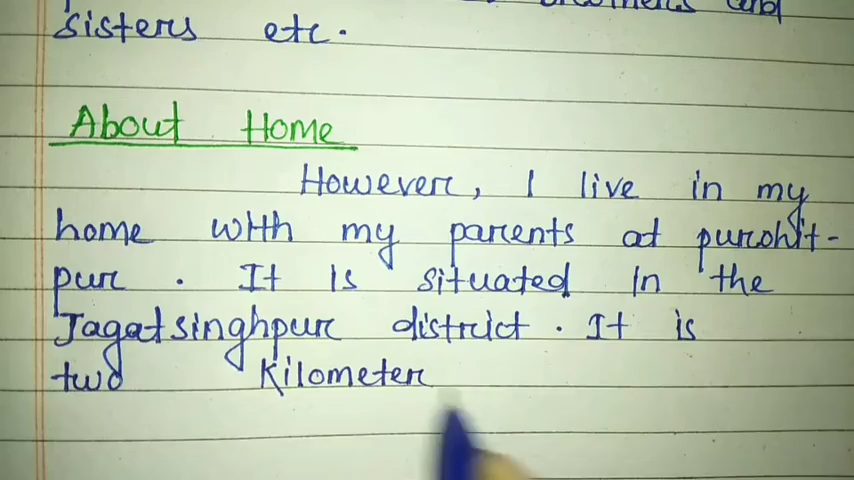 and
sisters etc.
About Home
However, I live in my
home with my parents at purohit-
pur. It is situated in the
Jagatsinghpur district. It is
two kilometer